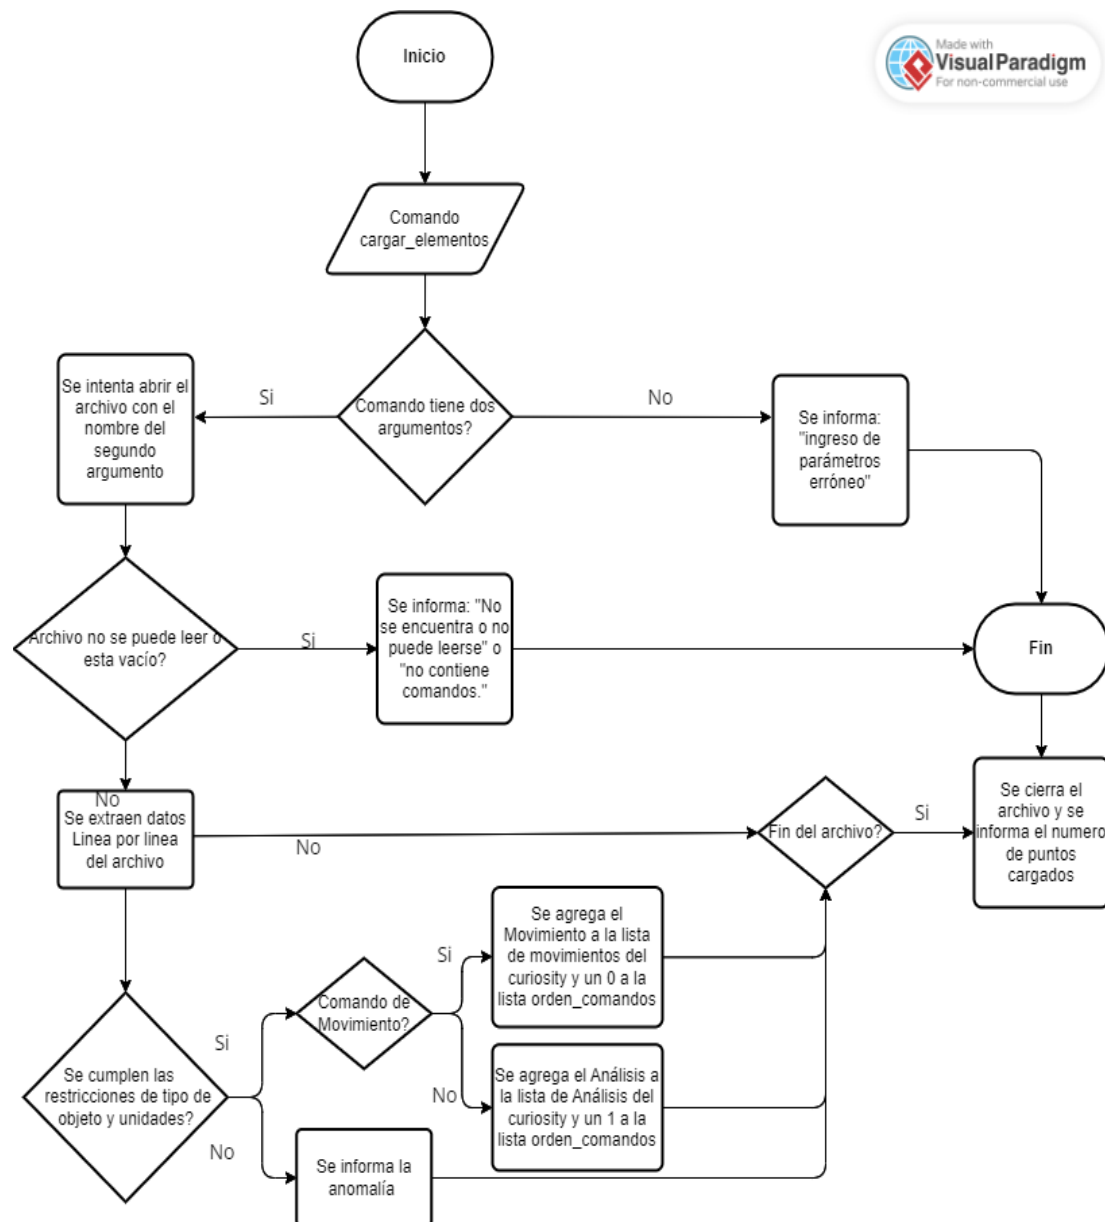 Inicio
Made with
VisualParadigm
For non-commercial use
Comando
cargar_elementos
Se intenta abrir el
archivo con el
nombre del
segundo
argumento
Si
Comando tiene dos
argumentos?
No
Se informa:
"ingreso de
parámetros
erróneo"
Archivo no se puede leer o
esta vacío?
Si
Se informa: "No
se encuentra o no
puede leerse" o
"no contiene
comandos."
Fin
No
Se extraen datos
Linea por linea
del archivo
No
Fin del archivo?
Si
Se cierra el
archivo y se
informa el numero
de puntos
cargados
Se cumplen las
restricciones de tipo de
objeto y unidades?
Si
Comando de
Movimiento?
Si
Se agrega el
Movimiento a la lista
de movimientos del
curiosity y un 0 a la
lista orden_comandos
No
Se agrega el Análisis a
la lista de Análisis del
curiosity y un 1 a la
lista orden_comandos
No
Se informa la
anomalía